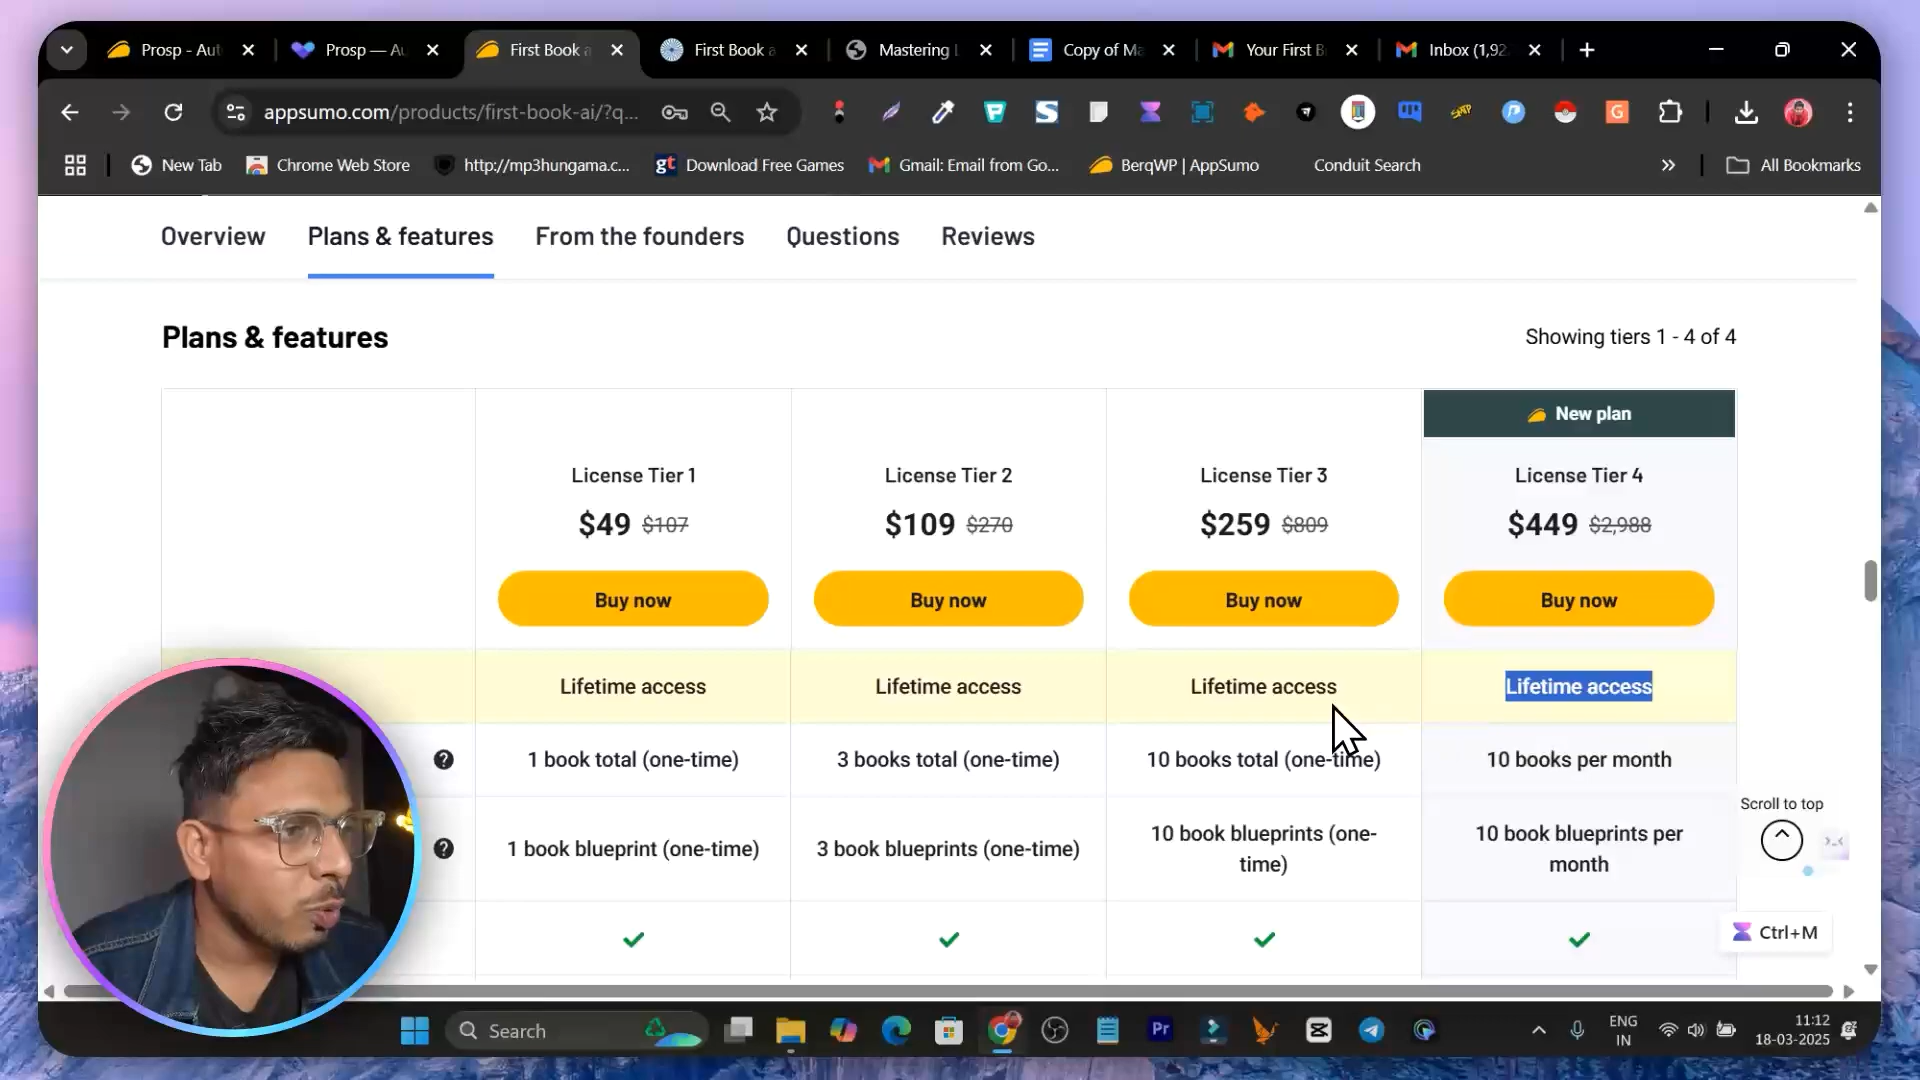 Prosp - Aut
Prosp — Au
First Book a
First Book a
Mastering L
Copy of Ma
Your First B
Inbox (1,92
appsumo.com/products/first-book-ai/?q...
New Tab
Chrome Web Store
http://mp3hungama.c...
Download Free Games
Gmail: Email from Go...
BerqWP | AppSumo
Conduit Search
All Bookmarks
Overview
Plans & features
From the founders
Questions
Reviews
Plans & features
Showing tiers 1 - 4 of 4
New plan
License Tier 1
License Tier 2
License Tier 3
License Tier 4
$49 $107
$109 $270
$259 $809
$449 $2,988
Buy now
Buy now
Buy now
Buy now
Lifetime access
Lifetime access
Lifetime access
Lifetime access
1 book total (one-time)
3 books total (one-time)
10 books total (one-time)
10 books per month
1 book blueprint (one-time)
3 book blueprints (one-time)
10 book blueprints (one-
time)
10 book blueprints per
month
Scroll to top
Ctrl+M
Search
ENG
IN
11:12
18-03-2025